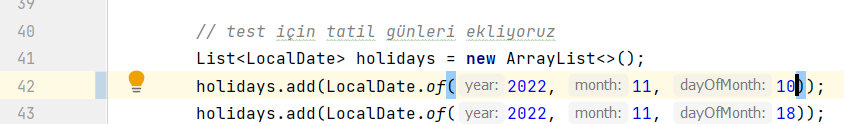 39
40 // test için tatil günleri ekliyoruz
41 List<LocalDate> holidays = new ArrayList<>();
42 holidays.add(LocalDate.of( year: 2022, month: 11, dayOfMonth: 10));
43 holidays.add(LocalDate.of( year: 2022, month: 11, dayOfMonth: 18));